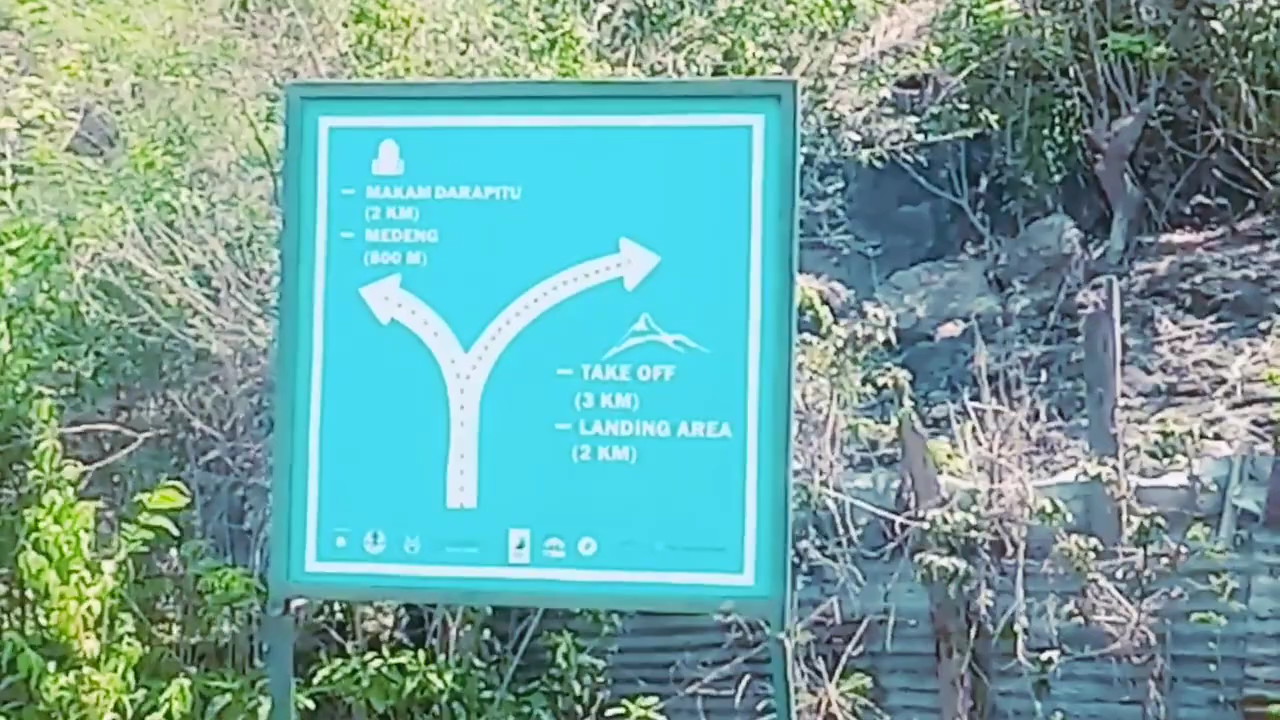 – MAKAM DARAPITU
(2 KM)
– MEDENG
(800 M)
– TAKE OFF
(3 KM)
– LANDING AREA
(2 KM)